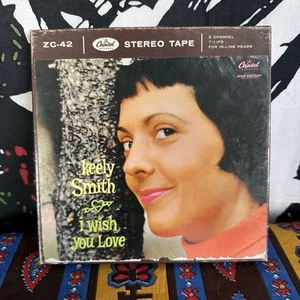 ZC-42
Capitol
STEREO TAPE
2 CHANNEL
7½ IPS
FOR IN-LINE HEADS
Capitol
Keely
Smith
I wish
you Love